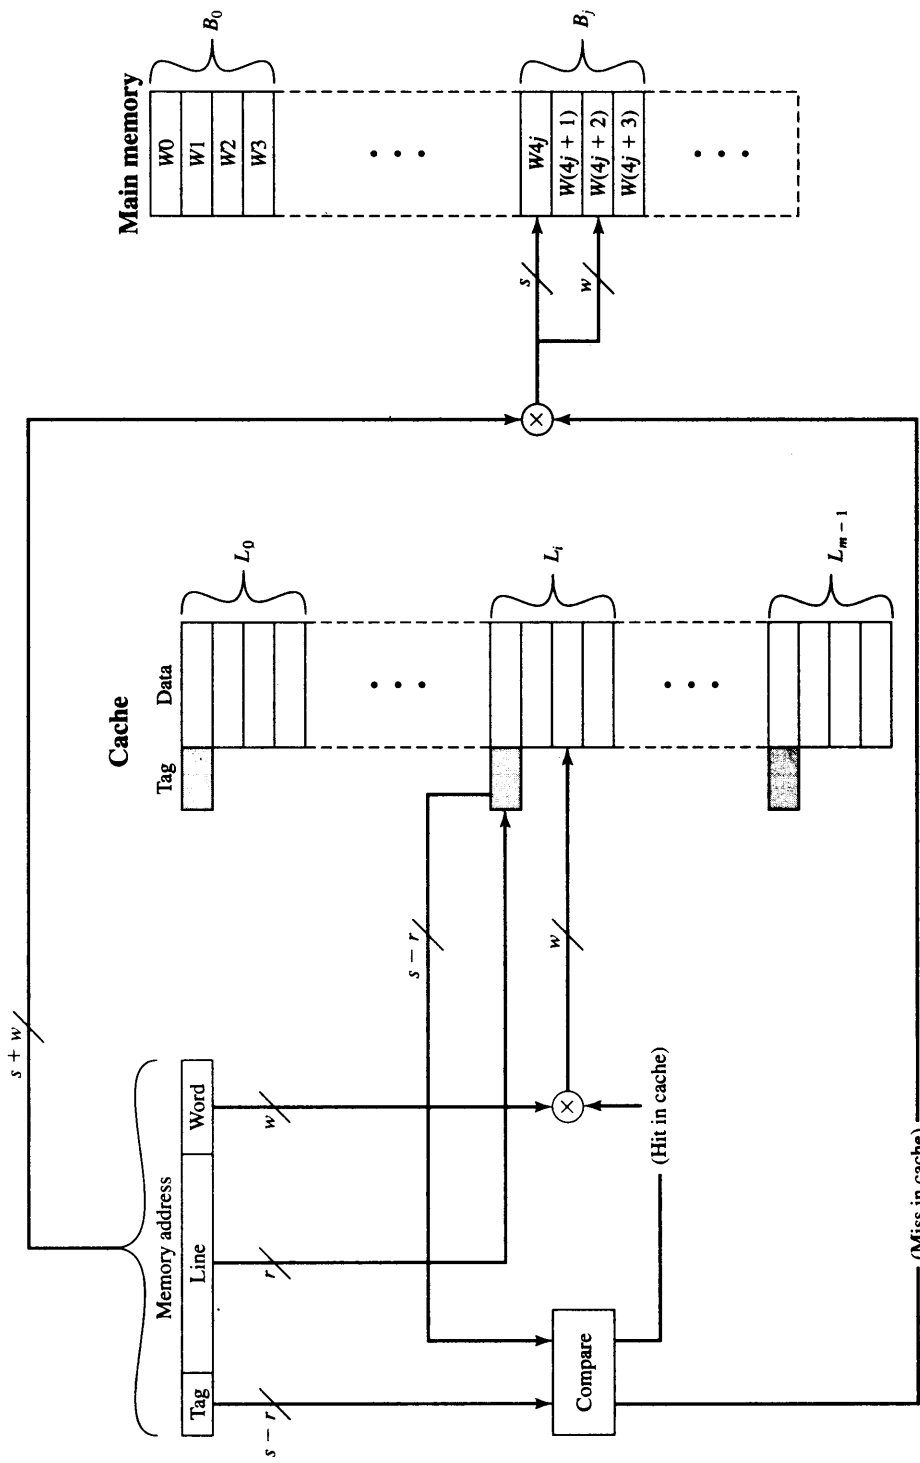 s + w
Memory address
Tag
Line
Word
s − r
r
w
Compare
(Hit in cache)
(Miss in cache)
s − r
w
Cache
Tag
Data
L0
• • •
Li
• • •
Lm − 1
s
w
Main memory
W0
W1
W2
W3
B0
• • •
W4j
W(4j + 1)
W(4j + 2)
W(4j + 3)
Bj
• • •